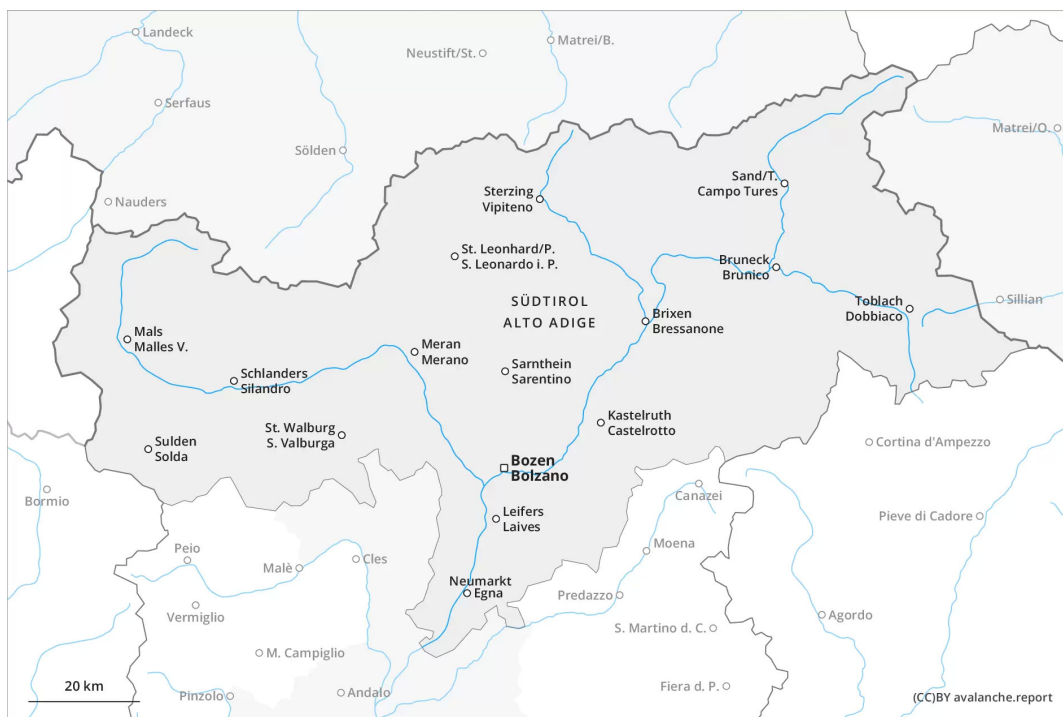 Landeck
Matrei/B.
Neustift/St.
Serfaus
Matrei/O.
Sölden
Sand/T.
Campo Tures
Sterzing
Vipiteno
Nauders
St. Leonhard/P.
S. Leonardo i. P.
Bruneck
Brunico
SÜDTIROL
ALTO ADIGE
Toblach
Dobbiaco
Sillian
Brixen
Bressanone
Mals
Malles V.
Meran
Merano
Sarnthein
Sarentino
Schlanders
Silandro
Kastelruth
Castelrotto
St. Walburg
S. Valburga
Sulden
Solda
Cortina d'Ampezzo
Bozen
Bolzano
Bormio
Canazei
Leifers
Laives
Pieve di Cadore
Peio
Moena
Cles
Malè
Neumarkt
Egna
Predazzo
Vermiglio
Agordo
S. Martino d. C.
M. Campiglio
Fiera d. P.
20 km
Pinzolo
Andalo
(CC)BY avalanche.report